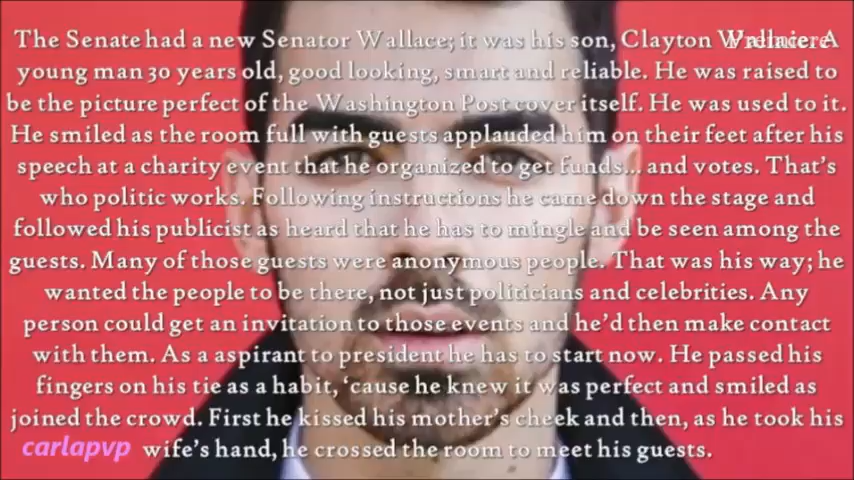 The Senate had a new Senator Wallace; it was his son, Clayton Wallace. A
Premiere
young man 30 years old, good looking, smart and reliable. He was raised to
be the picture perfect of the Washington Post cover itself. He was used to it.
He smiled as the room full with guests applauded him on their feet after his
speech at a charity event that he organized to get funds... and votes. That's
who politic works. Following instructions he came down the stage and
followed his publicist as heard that he has to mingle and be seen among the
guests. Many of those guests were anonymous people. That was his way; he
wanted the people to be there, not just politicians and celebrities. Any
person could get an invitation to those events and he'd then make contact
with them. As a aspirant to president he has to start now. He passed his
fingers on his tie as a habit, 'cause he knew it was perfect and smiled as
joined the crowd. First he kissed his mother's cheek and then, as he took his
carlapvp
wife's hand, he crossed the room to meet his guests.